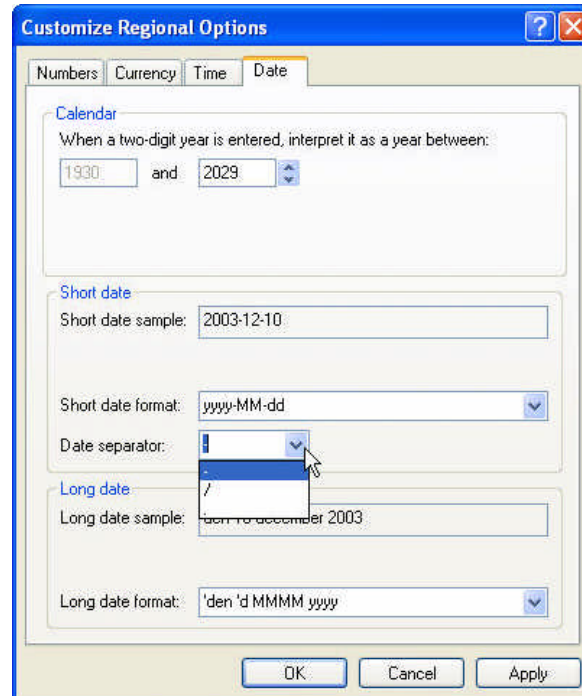 Customize Regional Options
Numbers Currency Time Date
Calendar
When a two-digit year is entered, interpret it as a year between:
1930 and 2029
Short date
Short date sample: 2003-12-10
Short date format: yyyy-MM-dd
Date separator: -
-
/
Long date
Long date sample: december 2003
Long date format: 'den 'd MMMM yyyy
OK Cancel Apply